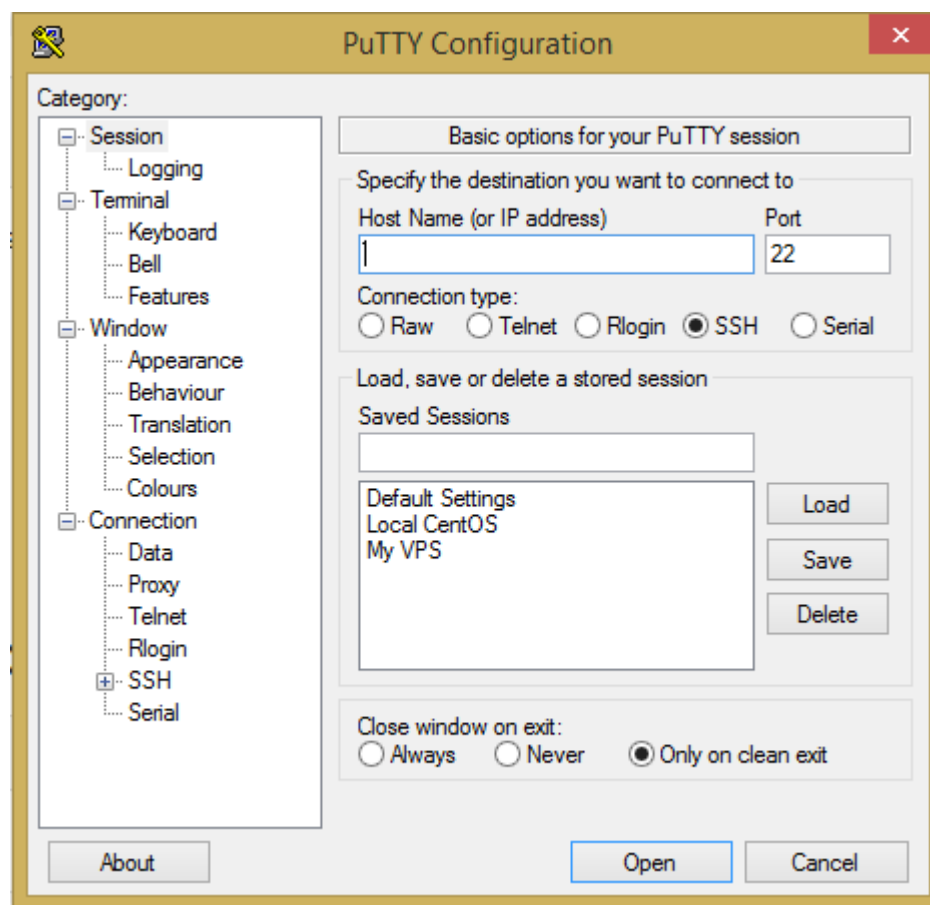 PuTTY Configuration
Category:
Session
Logging
Terminal
Keyboard
Bell
Features
Window
Appearance
Behaviour
Translation
Selection
Colours
Connection
Data
Proxy
Telnet
Rlogin
SSH
Serial
Basic options for your PuTTY session
Specify the destination you want to connect to
Host Name (or IP address) Port
22
Connection type:
Raw Telnet Rlogin SSH Serial
Load, save or delete a stored session
Saved Sessions
Default Settings
Local CentOS
My VPS
Load
Save
Delete
Close window on exit:
Always Never Only on clean exit
About Open Cancel